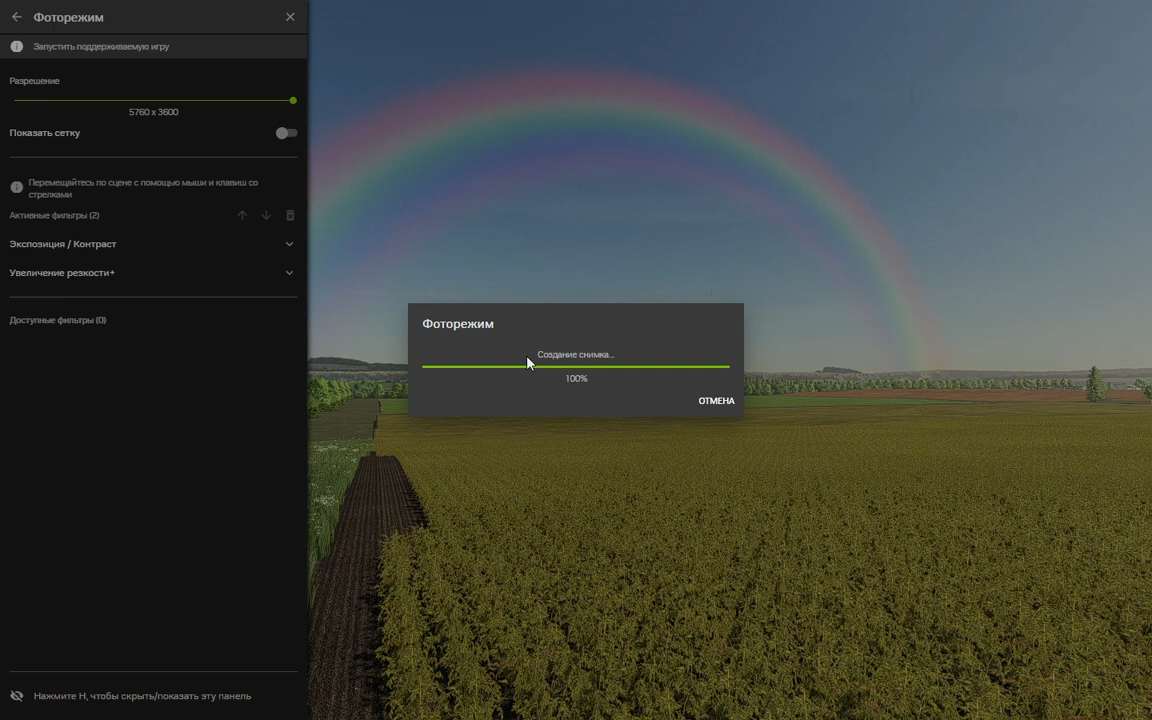 Фоторежим
Запустить поддерживаемую игру
Разрешение
5760 x 3600
Показать сетку
Перемещайтесь по сцене с помощью мыши и клавиш со
стрелками
Активные фильтры (2)
Экспозиция / Контраст
Увеличение резкости+
Доступные фильтры (0)
Нажмите H, чтобы скрыть/показать эту панель
Фоторежим
Создание снимка...
100%
ОТМЕНА